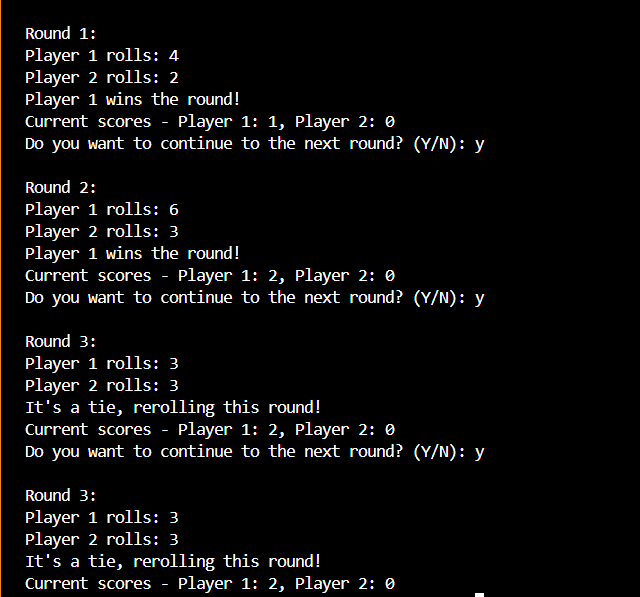 Round 1:
Player 1 rolls: 4
Player 2 rolls: 2
Player 1 wins the round!
Current scores - Player 1: 1, Player 2: 0
Do you want to continue to the next round? (Y/N): y
Round 2:
Player 1 rolls: 6
Player 2 rolls: 3
Player 1 wins the round!
Current scores - Player 1: 2, Player 2: 0
Do you want to continue to the next round? (Y/N): y
Round 3:
Player 1 rolls: 3
Player 2 rolls: 3
It's a tie, rerolling this round!
Current scores - Player 1: 2, Player 2: 0
Do you want to continue to the next round? (Y/N): y
Round 3:
Player 1 rolls: 3
Player 2 rolls: 3
It's a tie, rerolling this round!
Current scores - Player 1: 2, Player 2: 0